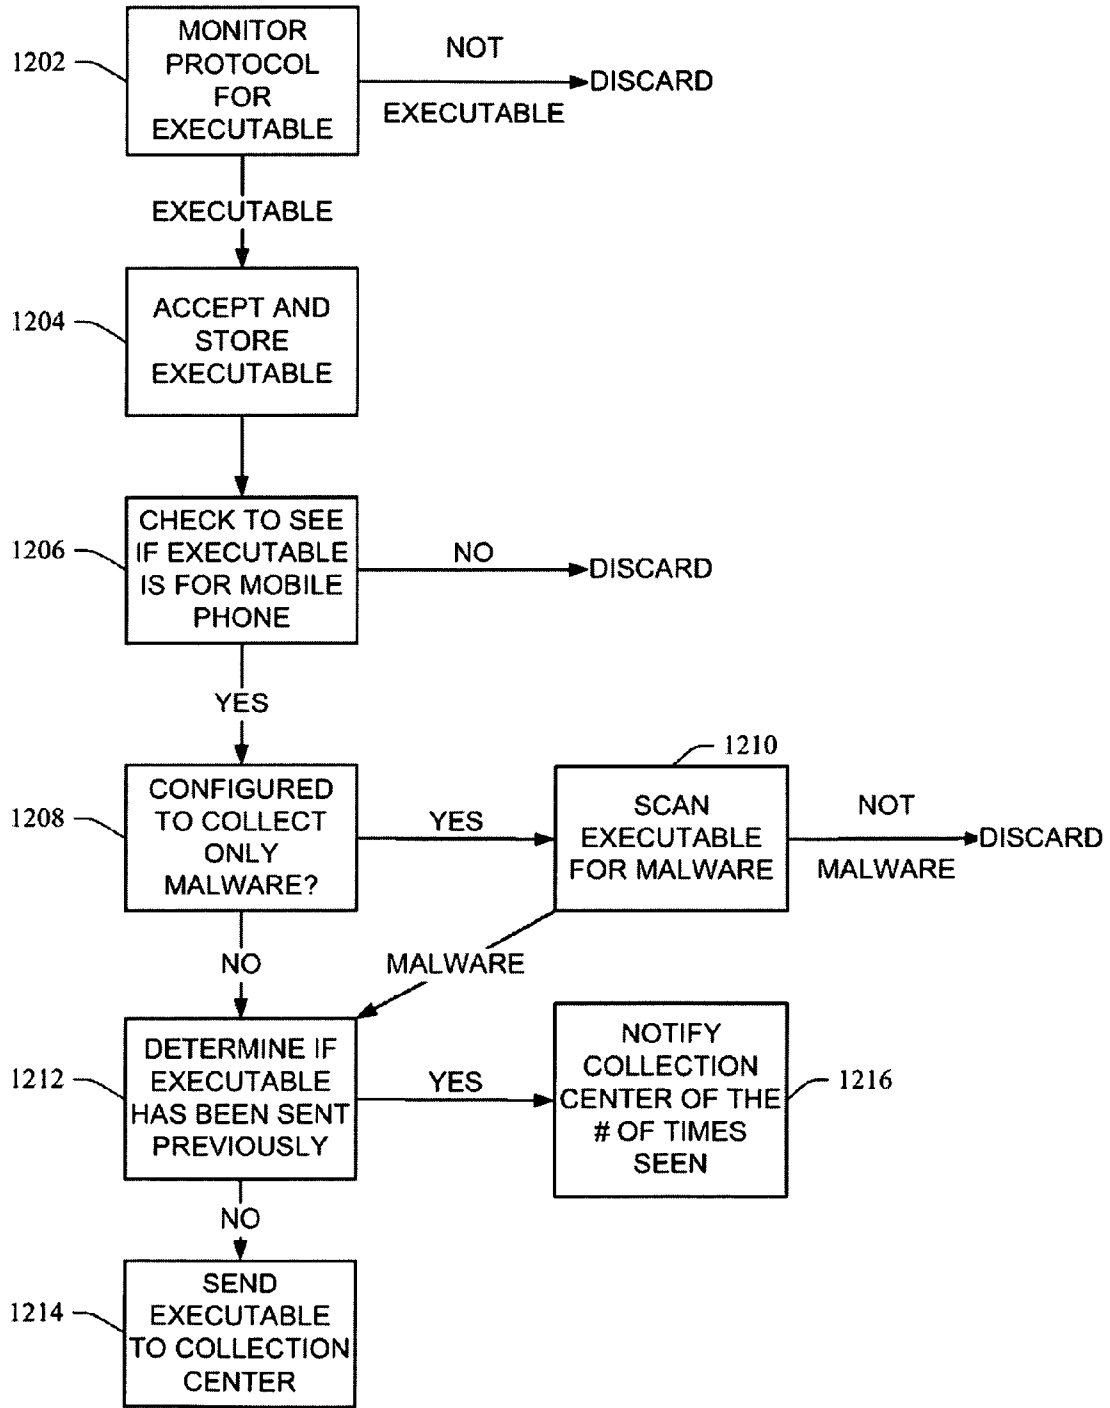 1202
MONITOR
PROTOCOL
FOR
EXECUTABLE
NOT
EXECUTABLE
DISCARD
EXECUTABLE
1204
ACCEPT AND
STORE
EXECUTABLE
1206
CHECK TO SEE
IF EXECUTABLE
IS FOR MOBILE
PHONE
NO
DISCARD
YES
1208
CONFIGURED
TO COLLECT
ONLY
MALWARE?
YES
1210
SCAN
EXECUTABLE
FOR MALWARE
NOT
MALWARE
DISCARD
NO
MALWARE
1212
DETERMINE IF
EXECUTABLE
HAS BEEN SENT
PREVIOUSLY
YES
NOTIFY
COLLECTION
CENTER OF THE
# OF TIMES
SEEN
1216
NO
1214
SEND
EXECUTABLE
TO COLLECTION
CENTER